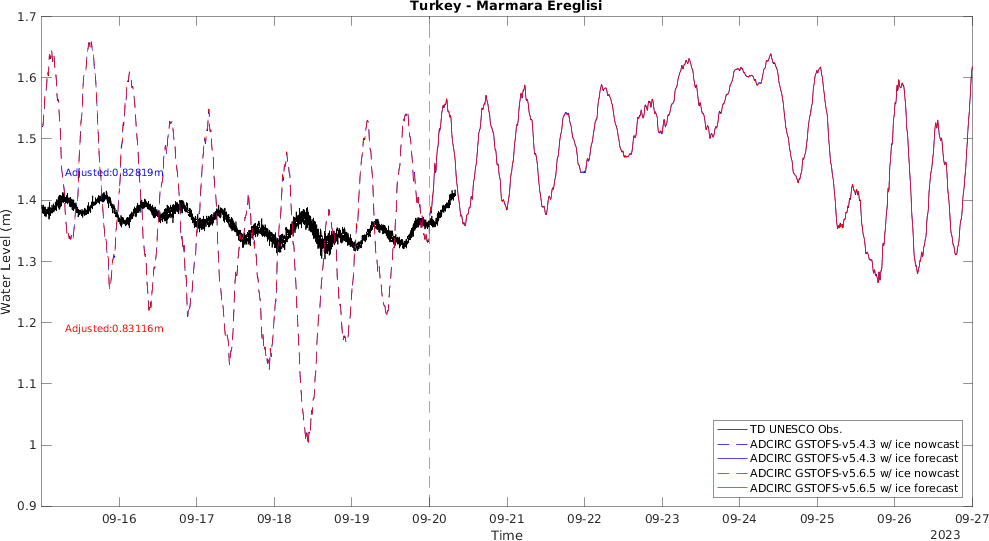 Turkey - Marmara Ereglisi
1.7
1.6
1.5
1.4
1.3
1.2
1.1
1
0.9
Water Level (m)
Adjusted:0.82819m
Adjusted:0.83116m
TD UNESCO Obs.
ADCIRC GSTOFS-v5.4.3 w/ ice nowcast
ADCIRC GSTOFS-v5.4.3 w/ ice forecast
ADCIRC GSTOFS-v5.6.5 w/ ice nowcast
ADCIRC GSTOFS-v5.6.5 w/ ice forecast
09-16 09-17 09-18 09-19 09-20 09-21 09-22 09-23 09-24 09-25 09-26 09-27
Time
2023